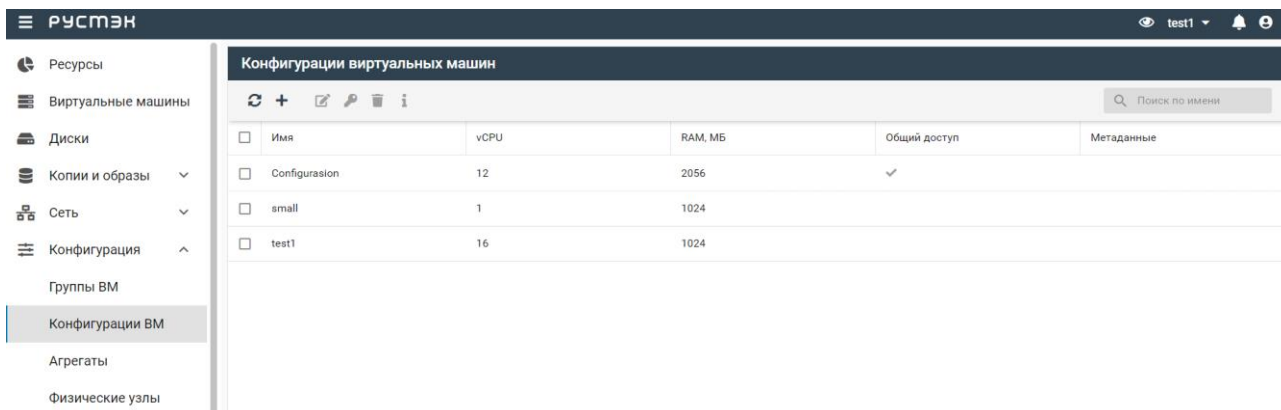 РУСТЭК
test1
Ресурсы
Виртуальные машины
Диски
Копии и образы
Сеть
Конфигурация
Группы ВМ
Конфигурации ВМ
Агрегаты
Физические узлы
Конфигурации виртуальных машин
Поиск по имени
Имя vCPU RAM, МБ Общий доступ Метаданные
Configurasion 12 2056
small 1 1024
test1 16 1024